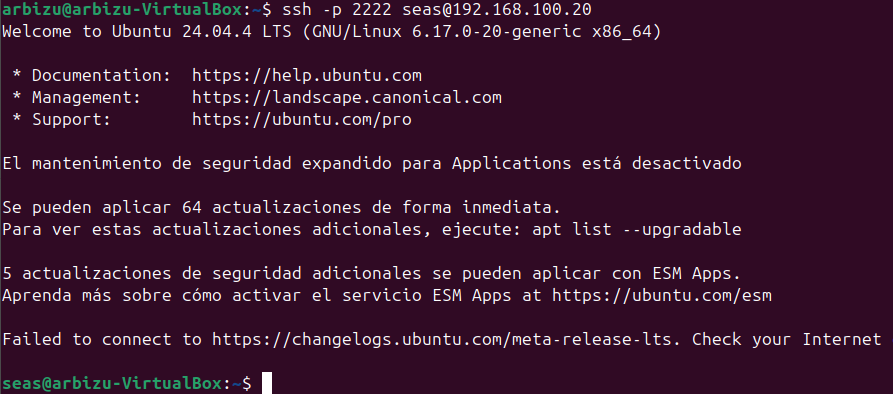 arbizu@arbizu-VirtualBox:~$ ssh -p 2222 seas@192.168.100.20
Welcome to Ubuntu 24.04.4 LTS (GNU/Linux 6.17.0-20-generic x86_64)
* Documentation: https://help.ubuntu.com
* Management: https://landscape.canonical.com
* Support: https://ubuntu.com/pro
El mantenimiento de seguridad expandido para Applications está desactivado
Se pueden aplicar 64 actualizaciones de forma inmediata.
Para ver estas actualizaciones adicionales, ejecute: apt list --upgradable
5 actualizaciones de seguridad adicionales se pueden aplicar con ESM Apps.
Aprenda más sobre cómo activar el servicio ESM Apps at https://ubuntu.com/esm
Failed to connect to https://changelogs.ubuntu.com/meta-release-lts. Check your Internet
seas@arbizu-VirtualBox:~$